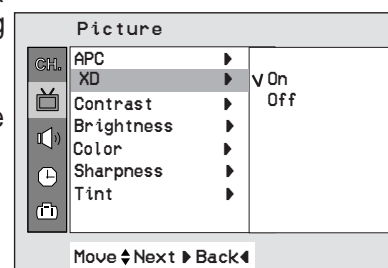 g
Picture
CH.
APC
XD
V On
Off
Contrast
e
Brightness
Color
Sharpness
Tint
Move Next Back